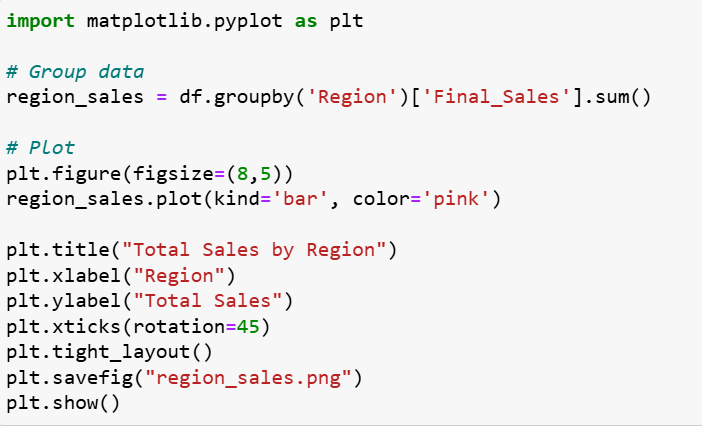 import matplotlib.pyplot as plt
# Group data
region_sales = df.groupby('Region')['Final_Sales'].sum()
# Plot
plt.figure(figsize=(8,5))
region_sales.plot(kind='bar', color='pink')
plt.title("Total Sales by Region")
plt.xlabel("Region")
plt.ylabel("Total Sales")
plt.xticks(rotation=45)
plt.tight_layout()
plt.savefig("region_sales.png")
plt.show()